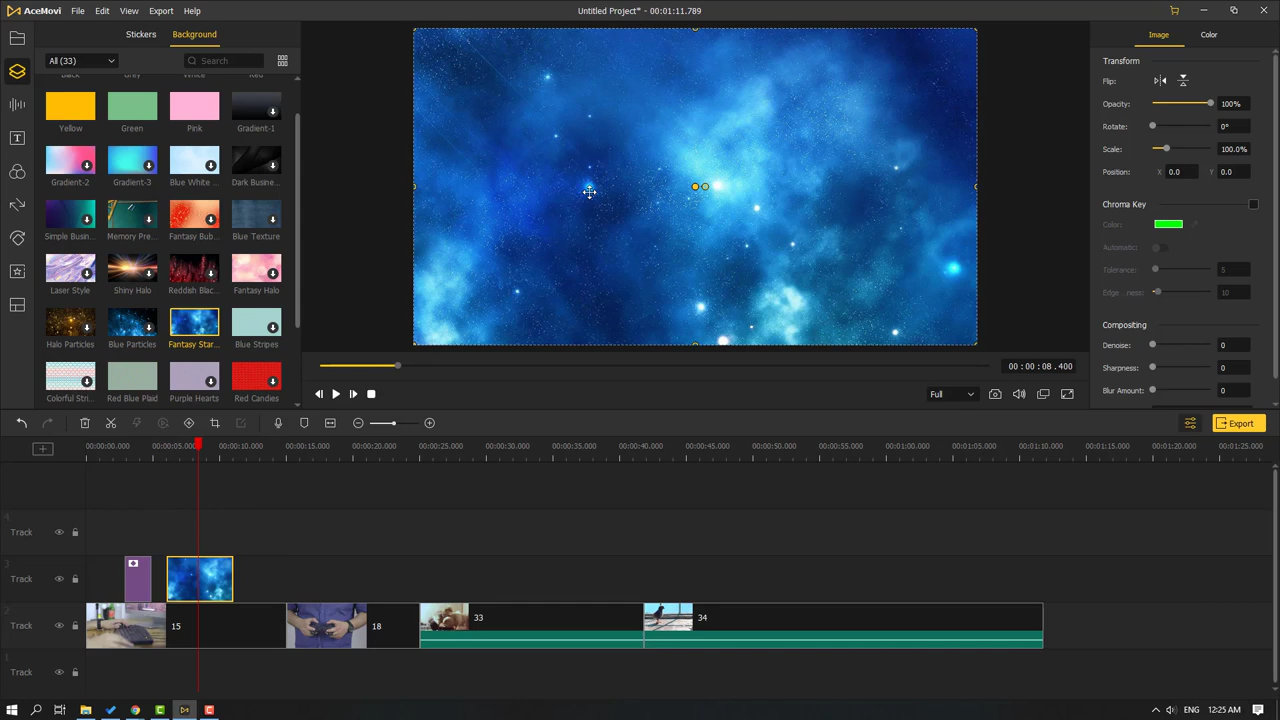 AceMovi File Edit View Export Help Untitled Project* - 00:01:11.789
Stickers Background
Image Color
All (33) Search
Transform
Flip:
Opacity: 100%
Rotate: 0°
Scale: 100.0%
Position: X 0.0 Y 0.0
Chroma Key
Color:
Automatic:
Tolerance: 5
Edge ...ness: 10
Compositing
Denoise: 0
Sharpness: 0
Blur Amount: 0
Yellow Green Pink Gradient-1
Gradient-2 Gradient-3 Blue White ... Dark Busine...
Simple Busin... Memory Pre... Fantasy Bub... Blue Texture
Laser Style Shiny Halo Reddsh Blac... Fantasy Halo
Halo Particles Blue Particles Fantasy Star... Blue Stripes
Colorful Stri... Red Blue Plaid Purple Hearts Red Candies
00:00:08.400
Full
Export
00:00:00.000 00:00:05.000 00:00:10.000 00:00:15.000 00:00:20.000 00:00:25.000 00:00:30.000 00:00:35.000 00:00:40.000 00:00:45.000 00:00:50.000 00:00:55.000 00:01:00.000 00:01:05.000 00:01:10.000 00:01:15.000 00:01:20.000 00:01:25.000
4
Track
3
Track
2
Track 15 18 33 34
1
Track
12:25 AM